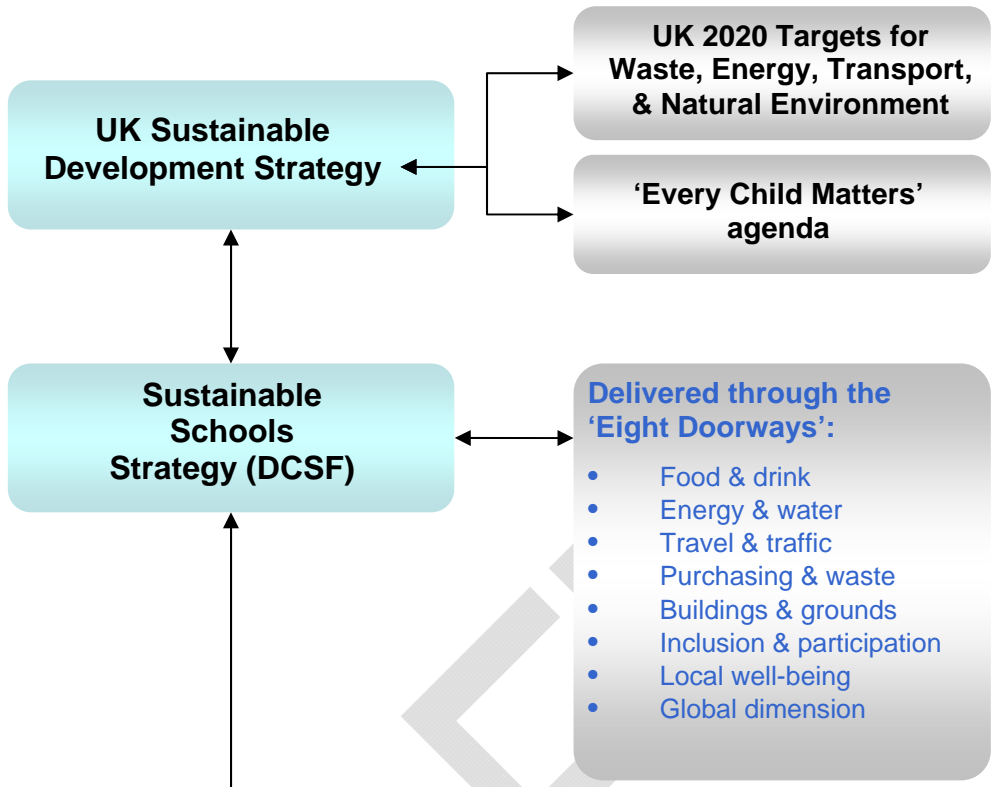 UK 2020 Targets for
Waste, Energy, Transport,
& Natural Environment
UK Sustainable
Development Strategy
‘Every Child Matters’
agenda
Sustainable
Schools
Strategy (DCSF)
Delivered through the
‘Eight Doorways’:
• Food & drink
• Energy & water
• Travel & traffic
• Purchasing & waste
• Buildings & grounds
• Inclusion & participation
• Local well-being
• Global dimension